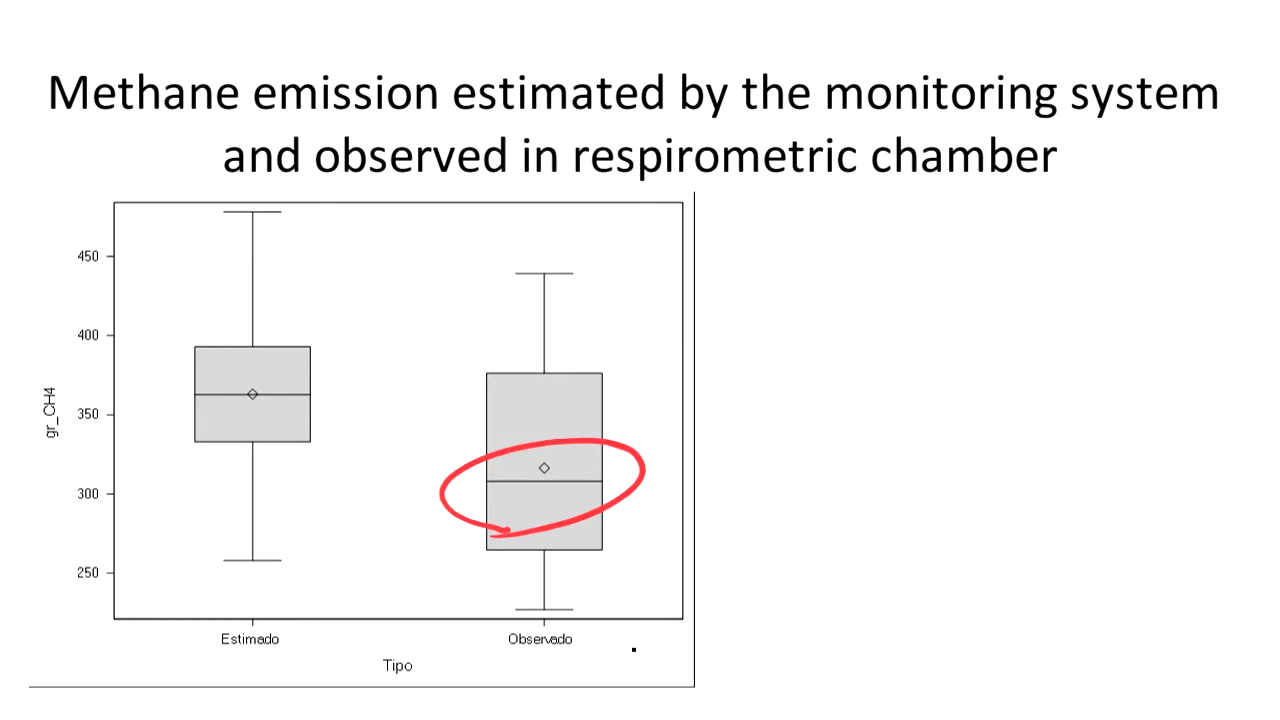 Methane emission estimated by the monitoring system
and observed in respirometric chamber
450
400
350
300
250
gr_CH4
Estimado
Observado
Tipo